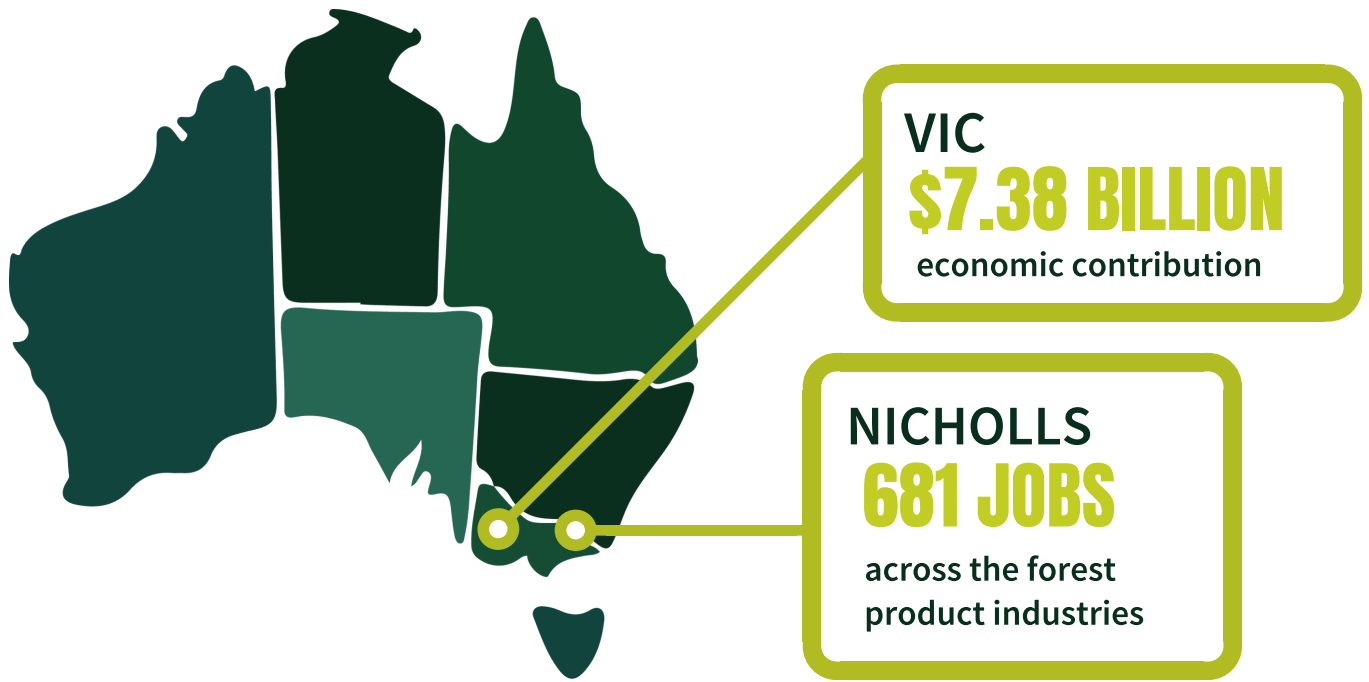 VIC
$7.38 BILLION
economic contribution
NICHOLLS
681 JOBS
across the forest
product industries